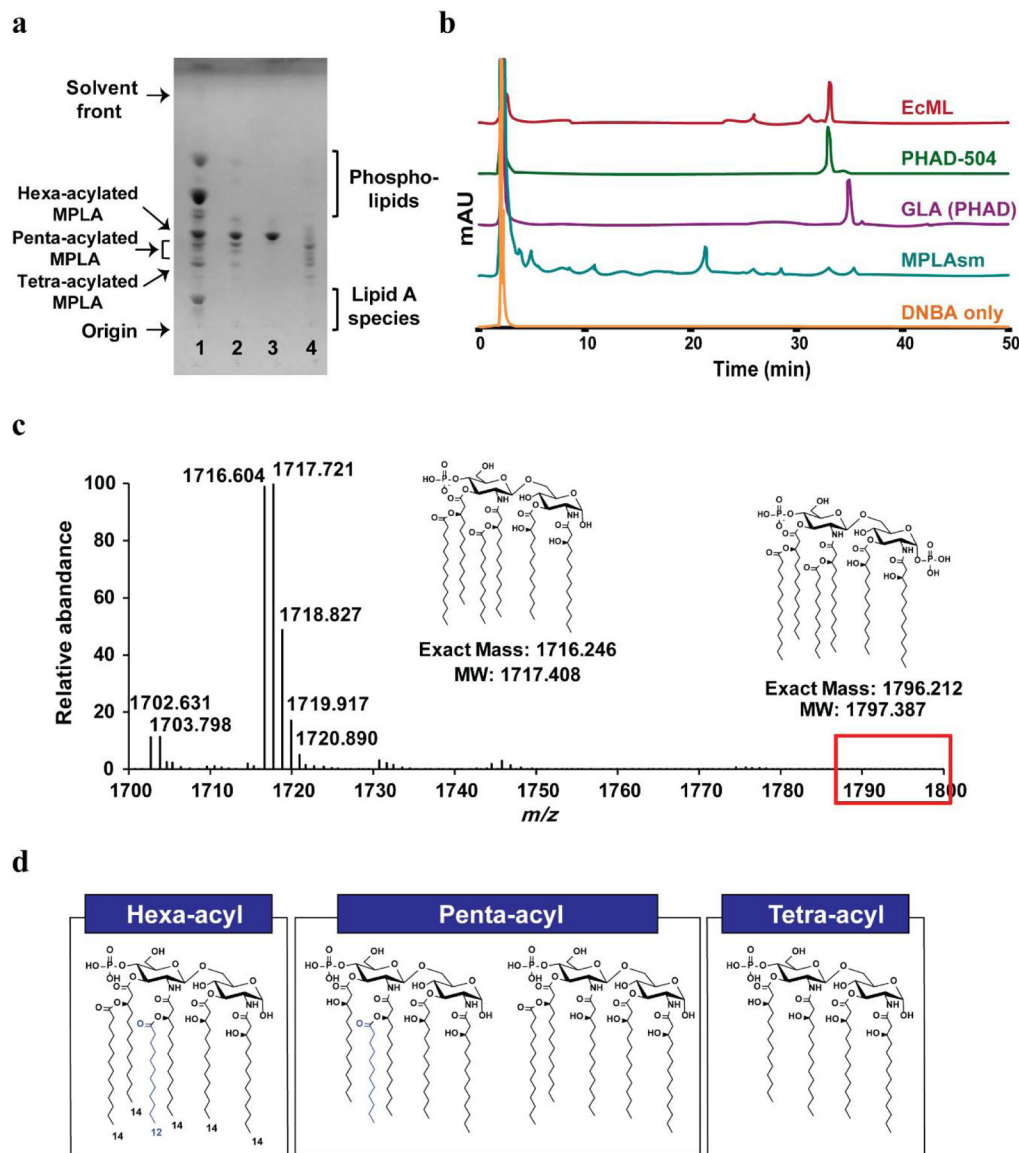 a
Solvent
front
Hexa-acylated
MPLA
Penta-acylated
MPLA
Tetra-acylated
MPLA
Origin
Phospho-
lipids
Lipid A
species
1 2 3 4
b
mAU
EcML
PHAD-504
GLA (PHAD)
MPLAsm
DNBA only
0 10 20 30 40 50
Time (min)
c
Relative abandance
100
80
60
40
20
0
1716.604 1717.721
1718.827
1719.917
1720.890
1702.631
1703.798
Exact Mass: 1716.246
MW: 1717.408
Exact Mass: 1796.212
MW: 1797.387
1700 1710 1720 1730 1740 1750 1760 1770 1780 1790 1800
m/z
d
Hexa-acyl Penta-acyl Tetra-acyl
14 14 12 14 14 14